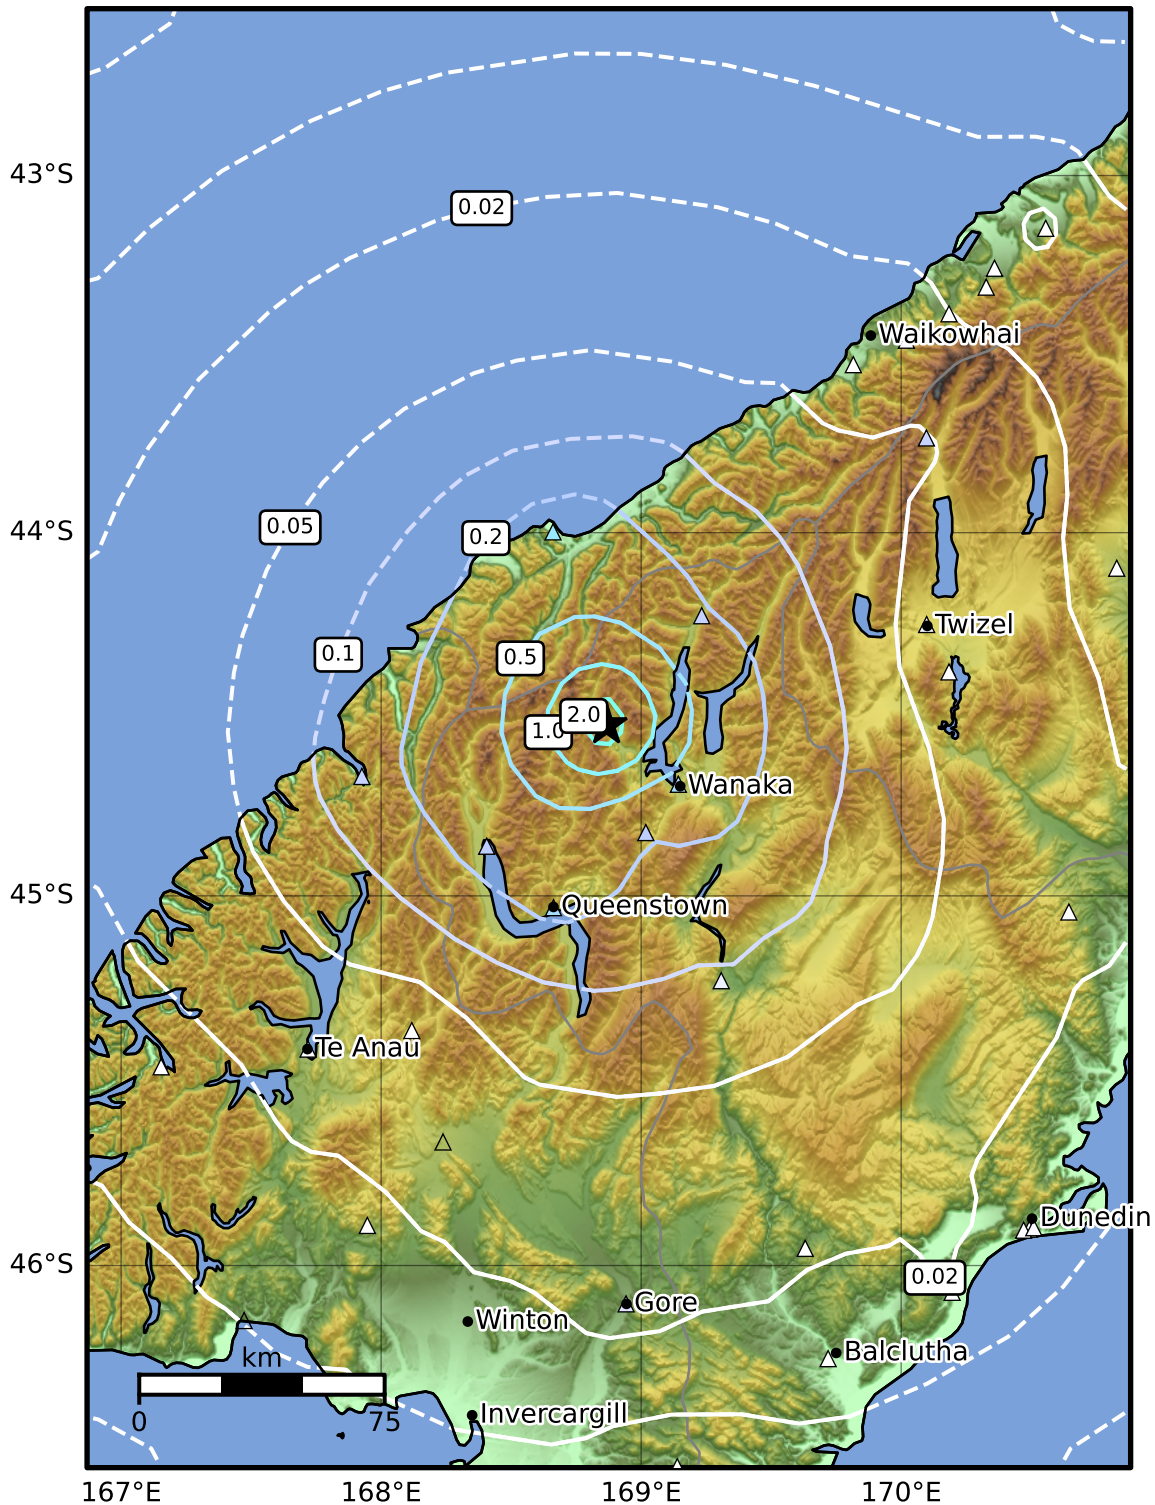 43°S
0.02
Waikowhai
44°S
0.05
0.2
Twizel
0.1
0.5
2.0
1.0
Wanaka
45°S
Queenstown
Te Anau
Dunedin
46°S
0.02
Gore
Winton
Balclutha
km
0
75
Invercargill
167°E
168°E
169°E
170°E